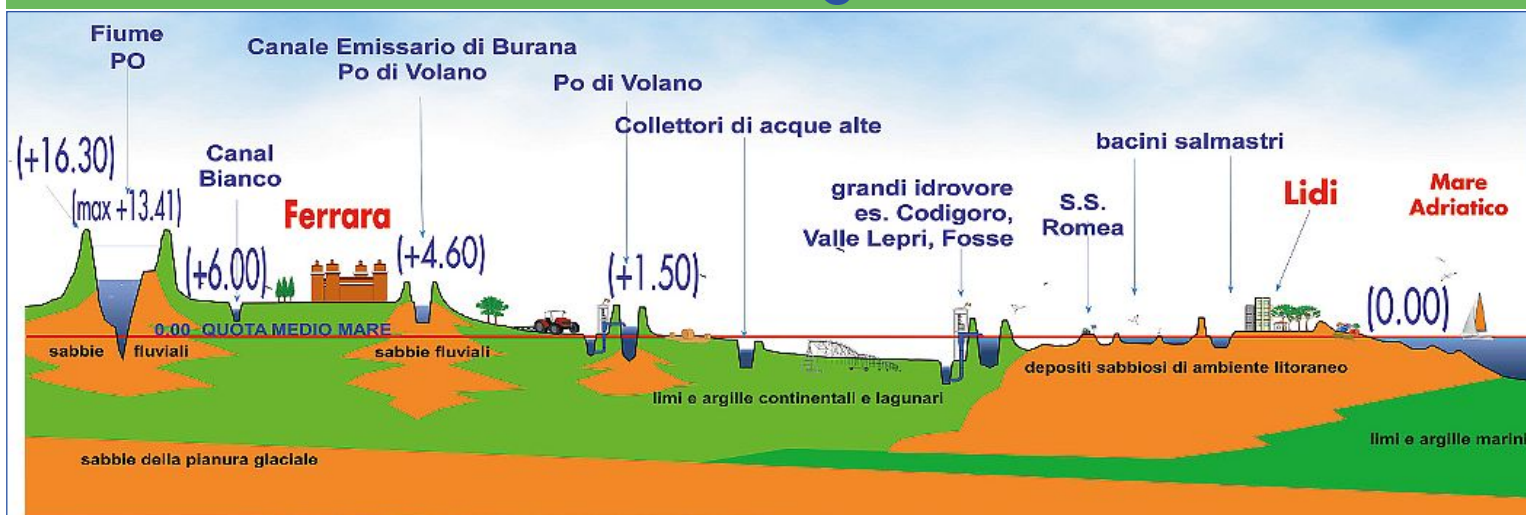 Fiume
PO
Canale Emissario di Burana
Po di Volano
Po di Volano
Collettori di acque alte
(+16.30)
(max +13.41)
Canal
Bianco
(+6.00)
Ferrara
(+4.60)
(+1.50)
grandi idrovore
es. Codigoro,
Valle Lepri, Fosse
S.S.
Romea
bacini salmastri
Lidi
Mare
Adriatico
(0.00)
0.00 QUOTA MEDIO MARE
sabbie fluviali
sabbie fluviali
depositi sabbiosi di ambiente litoraneo
limi e argille continentali e lagunari
limi e argille marini
sabbie della pianura glaciale